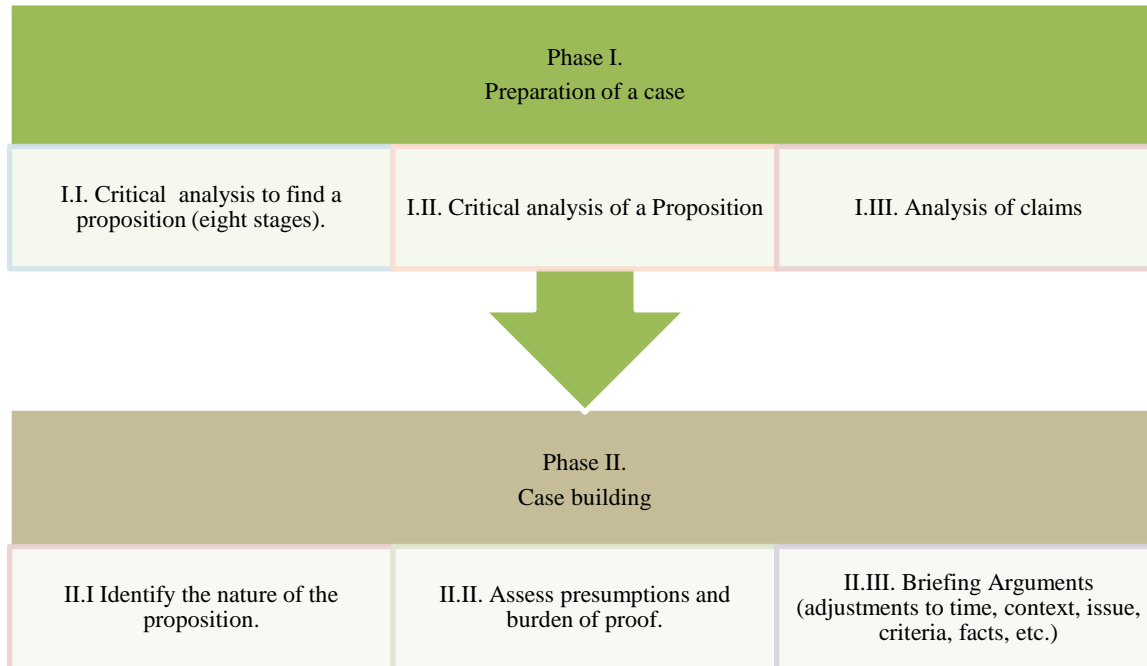 Phase I.
Preparation of a case
I.I. Critical analysis to find a
proposition (eight stages).
I.II. Critical analysis of a Proposition
I.III. Analysis of claims
Phase II.
Case building
II.I Identify the nature of the
proposition.
II.II. Assess presumptions and
burden of proof.
II.III. Briefing Arguments
(adjustments to time, context, issue,
criteria, facts, etc.)